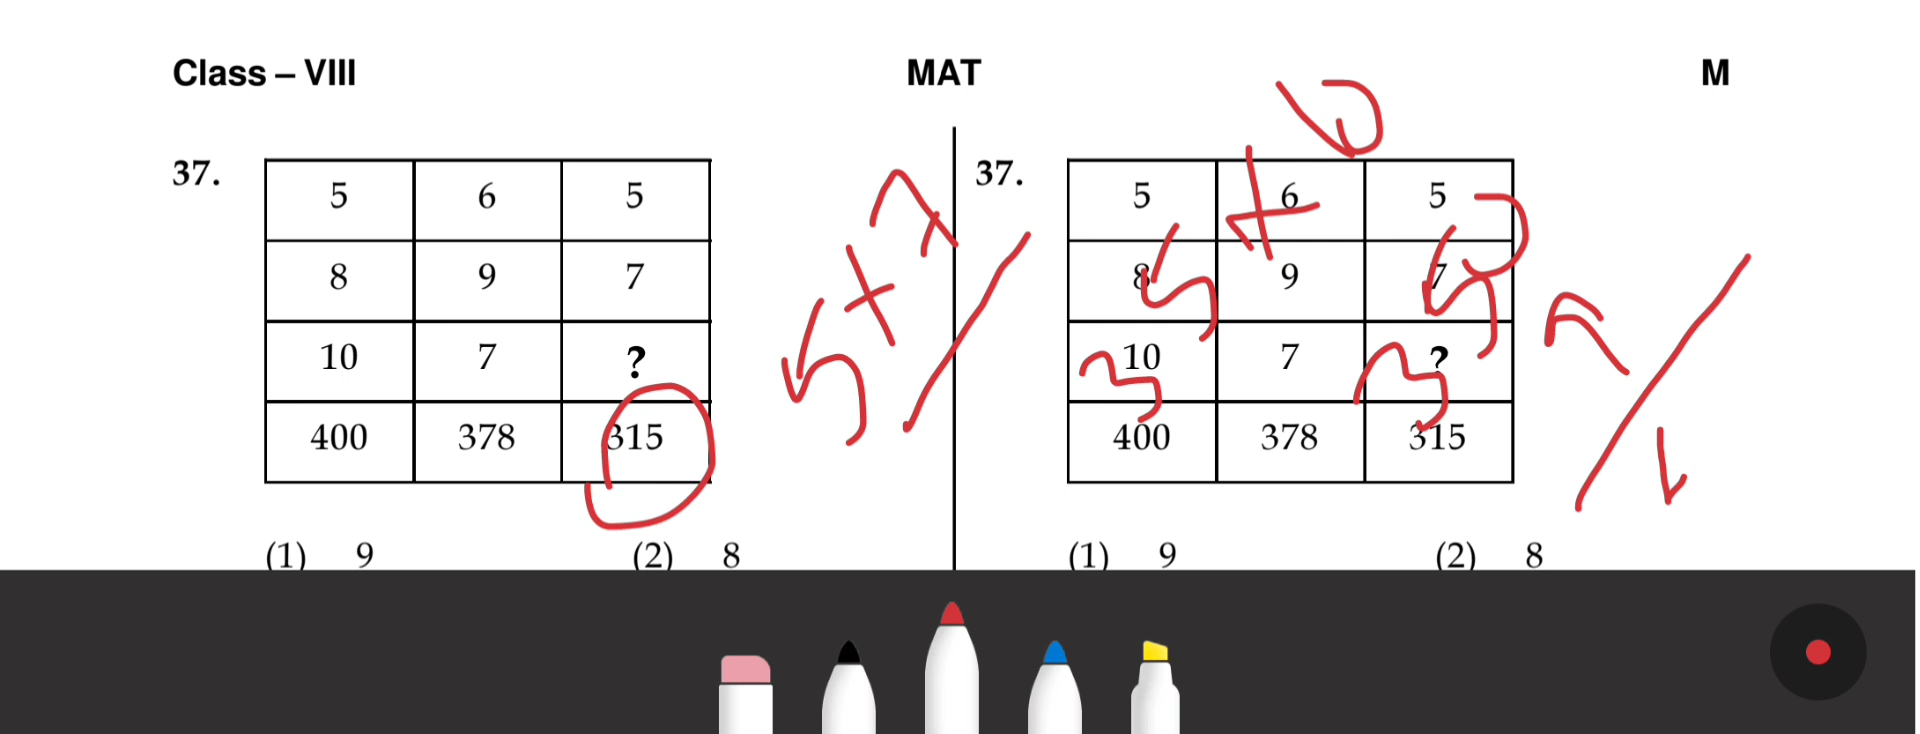 Class – VIII MAT M
37. 37.
5 6 5 5 6 5
8 9 7 8 9 7
10 7 ? 10 7 ?
400 378 315 400 378 315
(1) 9 (2) 8 (1) 9 (2) 8